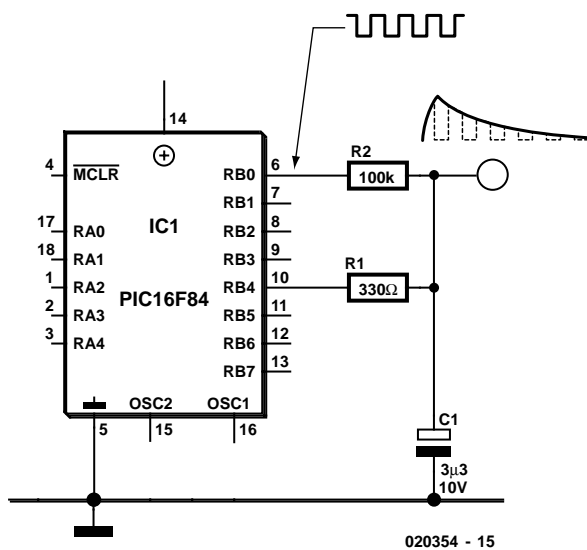 14
4
MCLR
RB0
6
R2
100k
RB1
7
17
RA0
IC1
RB2
8
18
RA1
RB3
9
R1
1
RA2
PIC16F84
RB4
10
330Ω
2
RA3
RB5
11
3
RA4
RB6
12
RB7
13
OSC2
OSC1
C1
5
15
16
3μ3
10V
020354 - 15